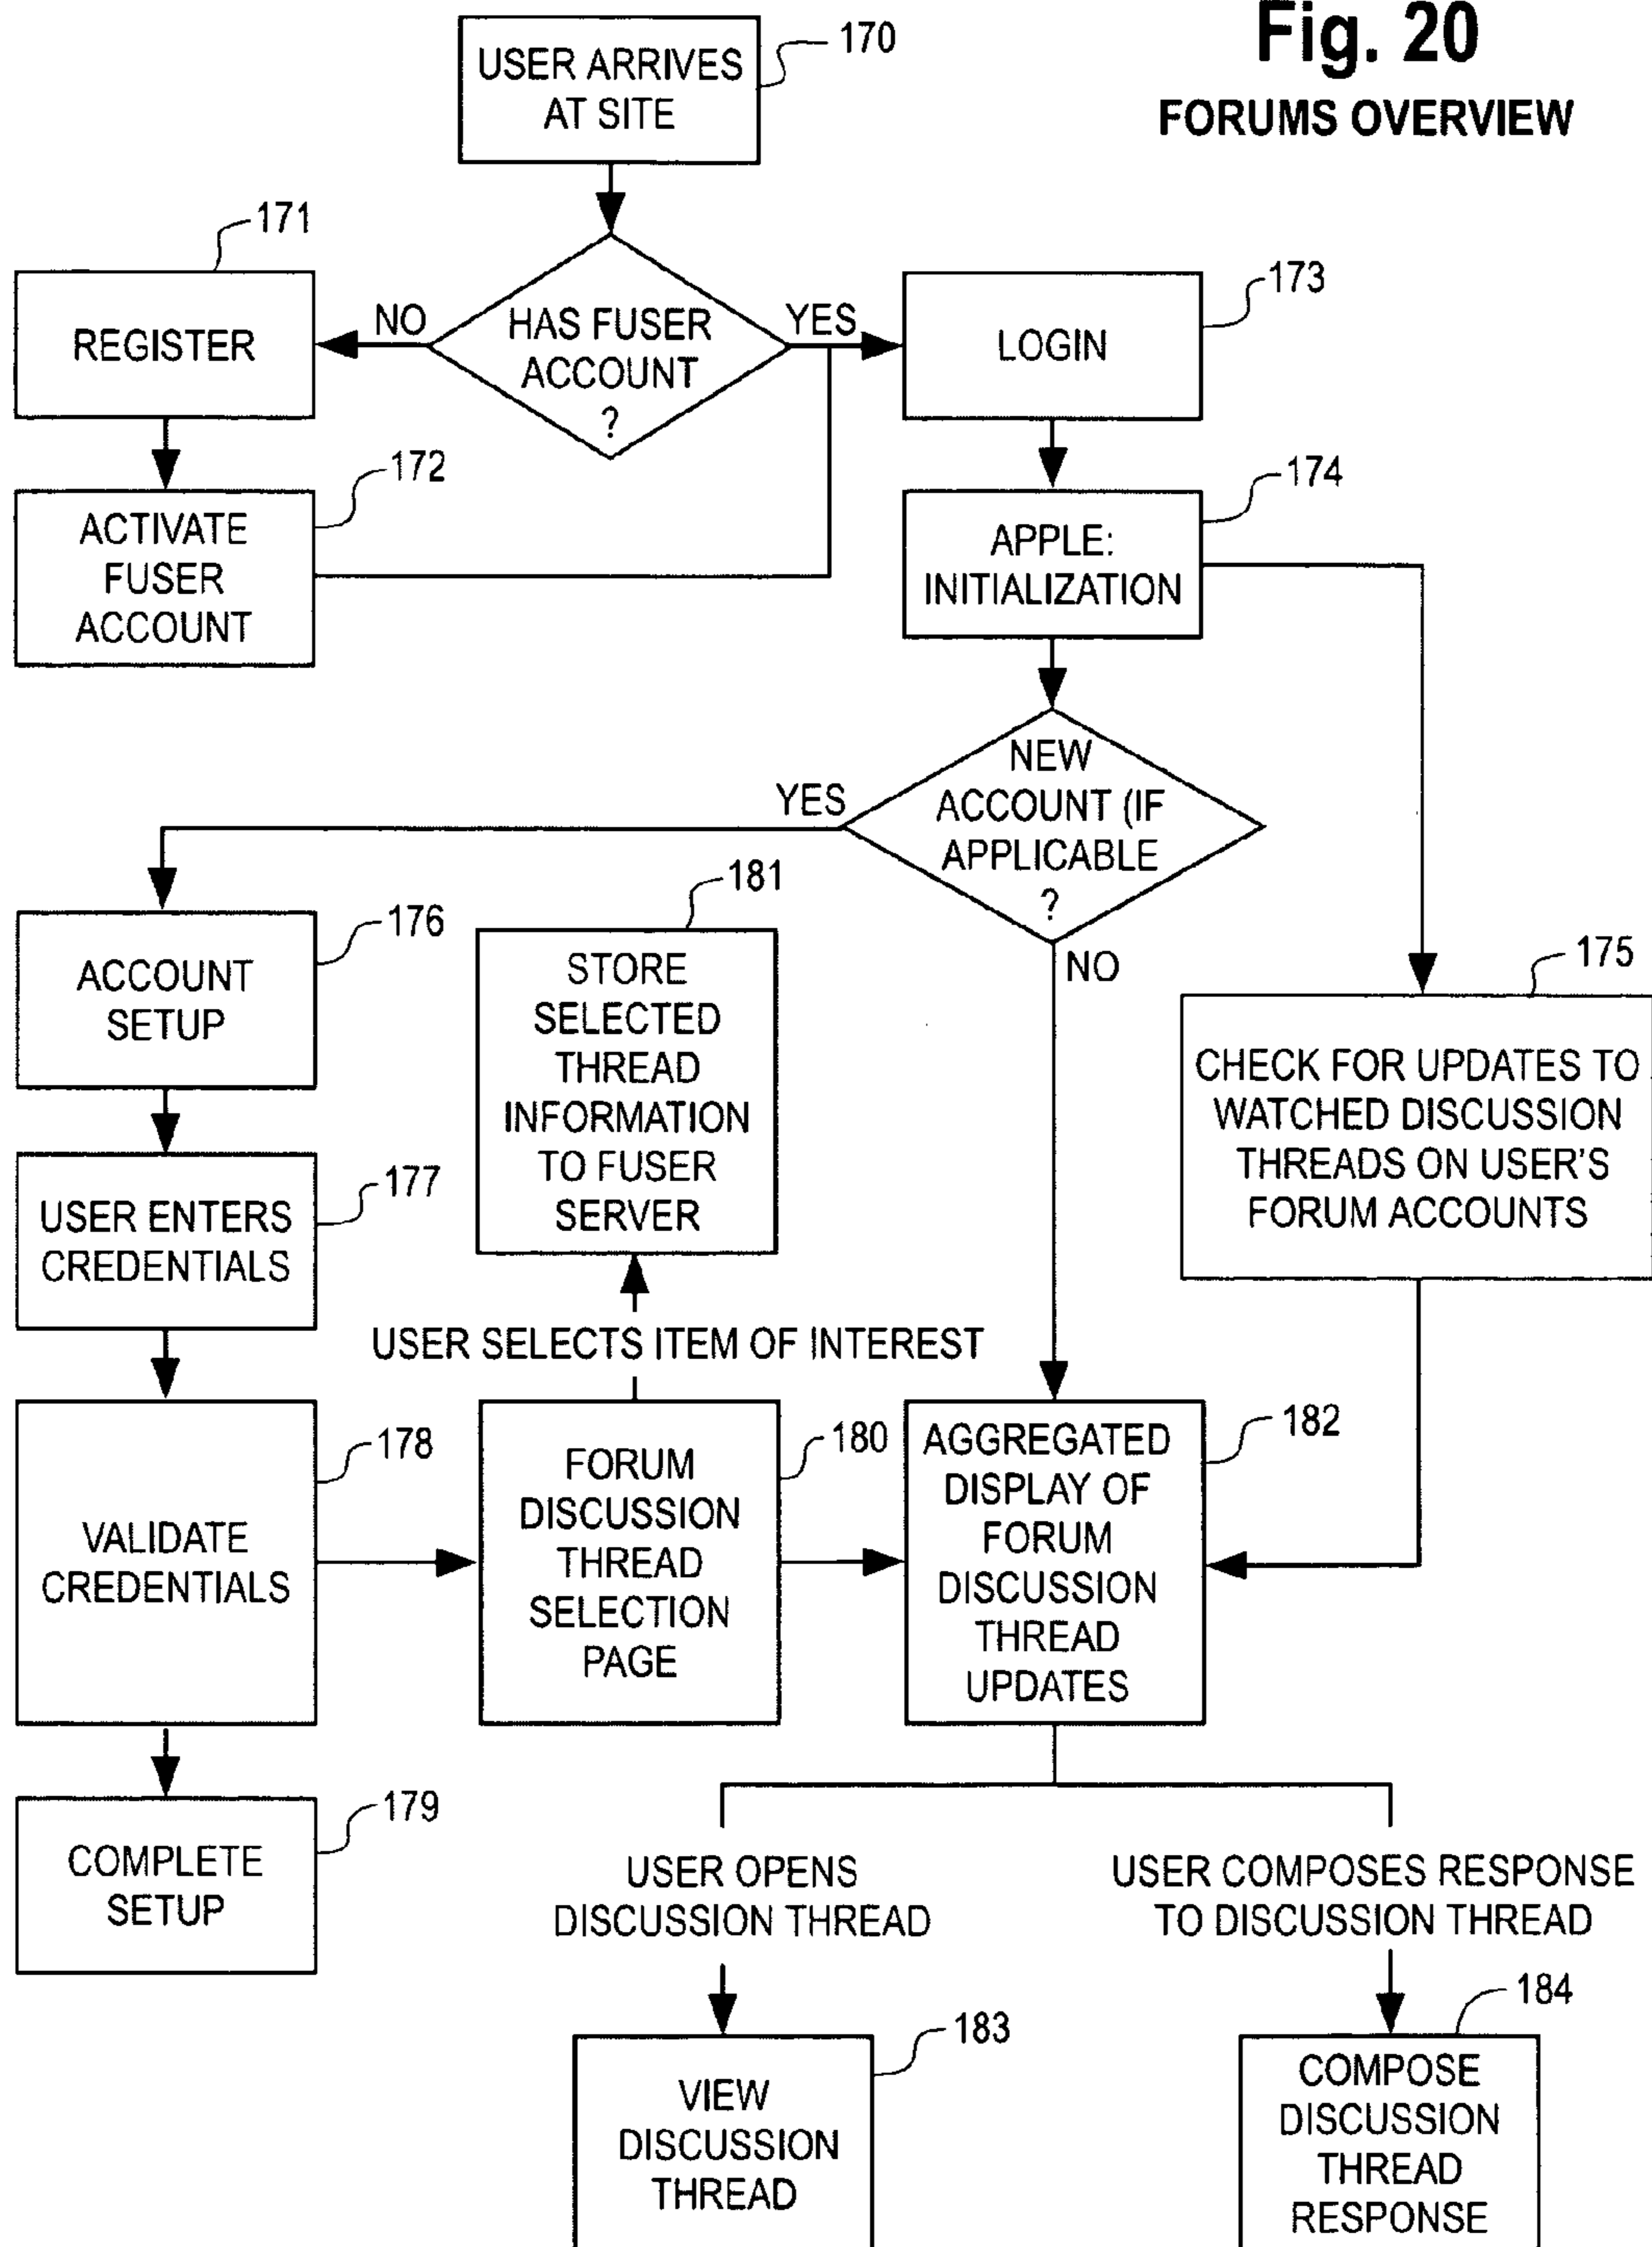 Fig. 20
FORUMS OVERVIEW
USER ARRIVES
AT SITE
170
171
REGISTER
NO
HAS FUSER
ACCOUNT
?
YES
173
LOGIN
172
ACTIVATE
FUSER
ACCOUNT
174
APPLE:
INITIALIZATION
NEW
ACCOUNT (IF
APPLICABLE
?
YES
NO
176
ACCOUNT
SETUP
181
STORE
SELECTED
THREAD
INFORMATION
TO FUSER
SERVER
175
CHECK FOR UPDATES TO
WATCHED DISCUSSION
THREADS ON USER'S
FORUM ACCOUNTS
177
USER ENTERS
CREDENTIALS
USER SELECTS ITEM OF INTEREST
178
VALIDATE
CREDENTIALS
180
FORUM
DISCUSSION
THREAD
SELECTION
PAGE
182
AGGREGATED
DISPLAY OF
FORUM
DISCUSSION
THREAD
UPDATES
179
COMPLETE
SETUP
USER OPENS
DISCUSSION THREAD
USER COMPOSES RESPONSE
TO DISCUSSION THREAD
183
VIEW
DISCUSSION
THREAD
184
COMPOSE
DISCUSSION
THREAD
RESPONSE